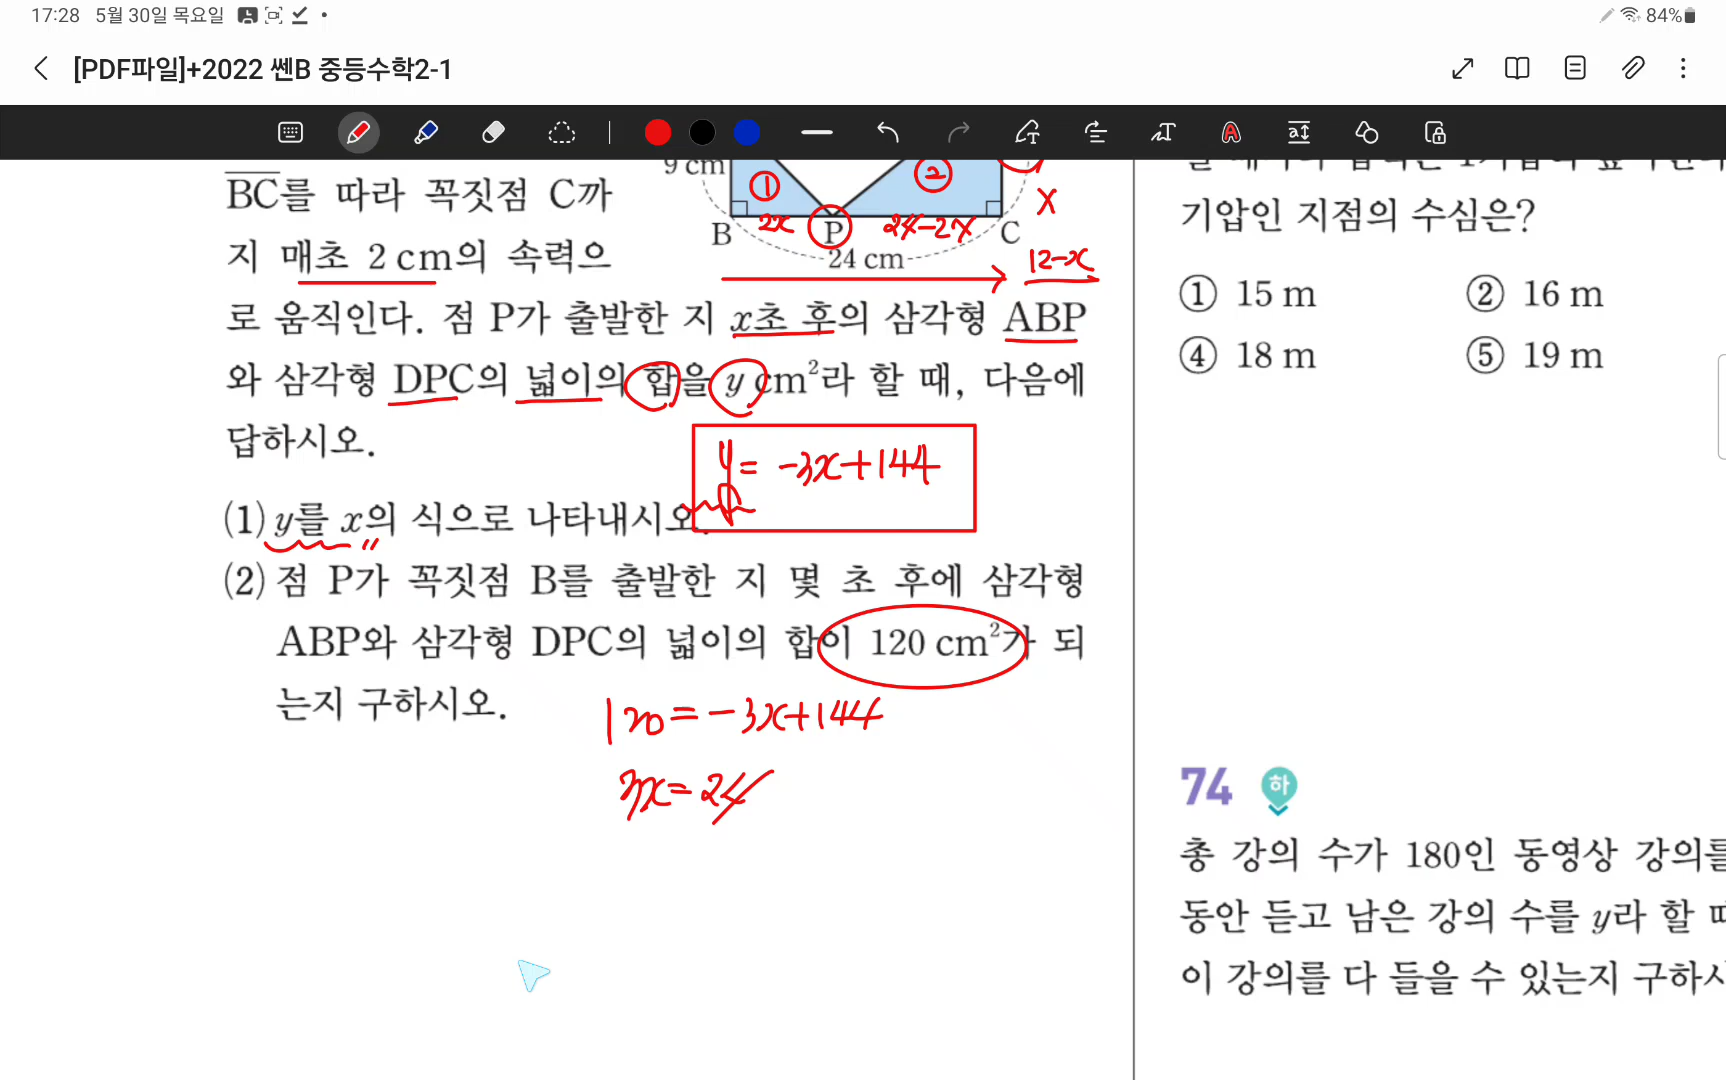 17:28 5월 30일 목요일
84%
[PDF파일]+2022 쎈B 중등수학2-1
9 cm
① ②
2x 24-2x x
B P C
24 cm
12-x
BC를 따라 꼭짓점 C까
지 매초 2 cm의 속력으
로 움직인다. 점 P가 출발한 지 x초 후의 삼각형 ABP
와 삼각형 DPC의 넓이의 합을 y cm²라 할 때, 다음에
답하시오.
y = -3x+144
(1) y를 x의 식으로 나타내시오.
(2) 점 P가 꼭짓점 B를 출발한 지 몇 초 후에 삼각형
ABP와 삼각형 DPC의 넓이의 합이 120 cm²가 되
는지 구하시오.
120=-3x+144
3x=24
기압인 지점의 수심은?
① 15 m ② 16 m
④ 18 m ⑤ 19 m
74 하
총 강의 수가 180인 동영상 강의를
동안 듣고 남은 강의 수를 y라 할
이 강의를 다 들을 수 있는지 구하시